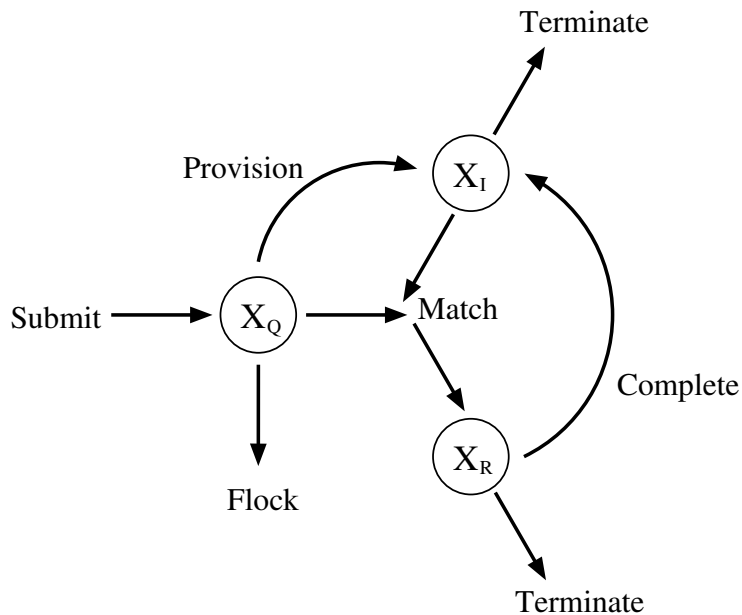 Terminate
Provision
X_I
Submit
X_Q
Match
Complete
X_R
Flock
Terminate